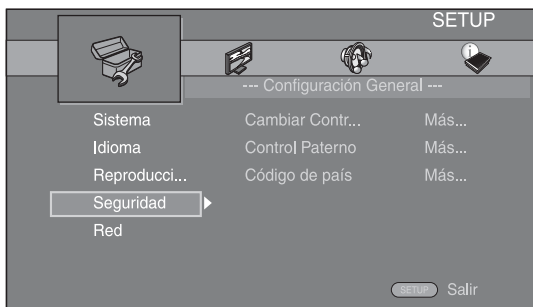 SETUP
--- Configuración General ---
Sistema Cambiar Contr... Más...
Idioma Control Paterno Más...
Reproducci... Código de país Más...
Seguridad
Red
SETUP Salir